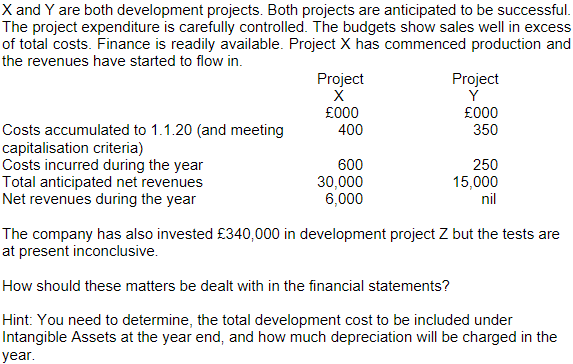 X and Y are both development projects. Both projects are anticipated to be successful.
The project expenditure is carefully controlled. The budgets show sales well in excess
of total costs. Finance is readily available. Project X has commenced production and
the revenues have started to flow in.
Project Project
X Y
£000 £000
Costs accumulated to 1.1.20 (and meeting 400 350
capitalisation criteria)
Costs incurred during the year 600 250
Total anticipated net revenues 30,000 15,000
Net revenues during the year 6,000 nil
The company has also invested £340,000 in development project Z but the tests are
at present inconclusive.
How should these matters be dealt with in the financial statements?
Hint: You need to determine, the total development cost to be included under
Intangible Assets at the year end, and how much depreciation will be charged in the
year.